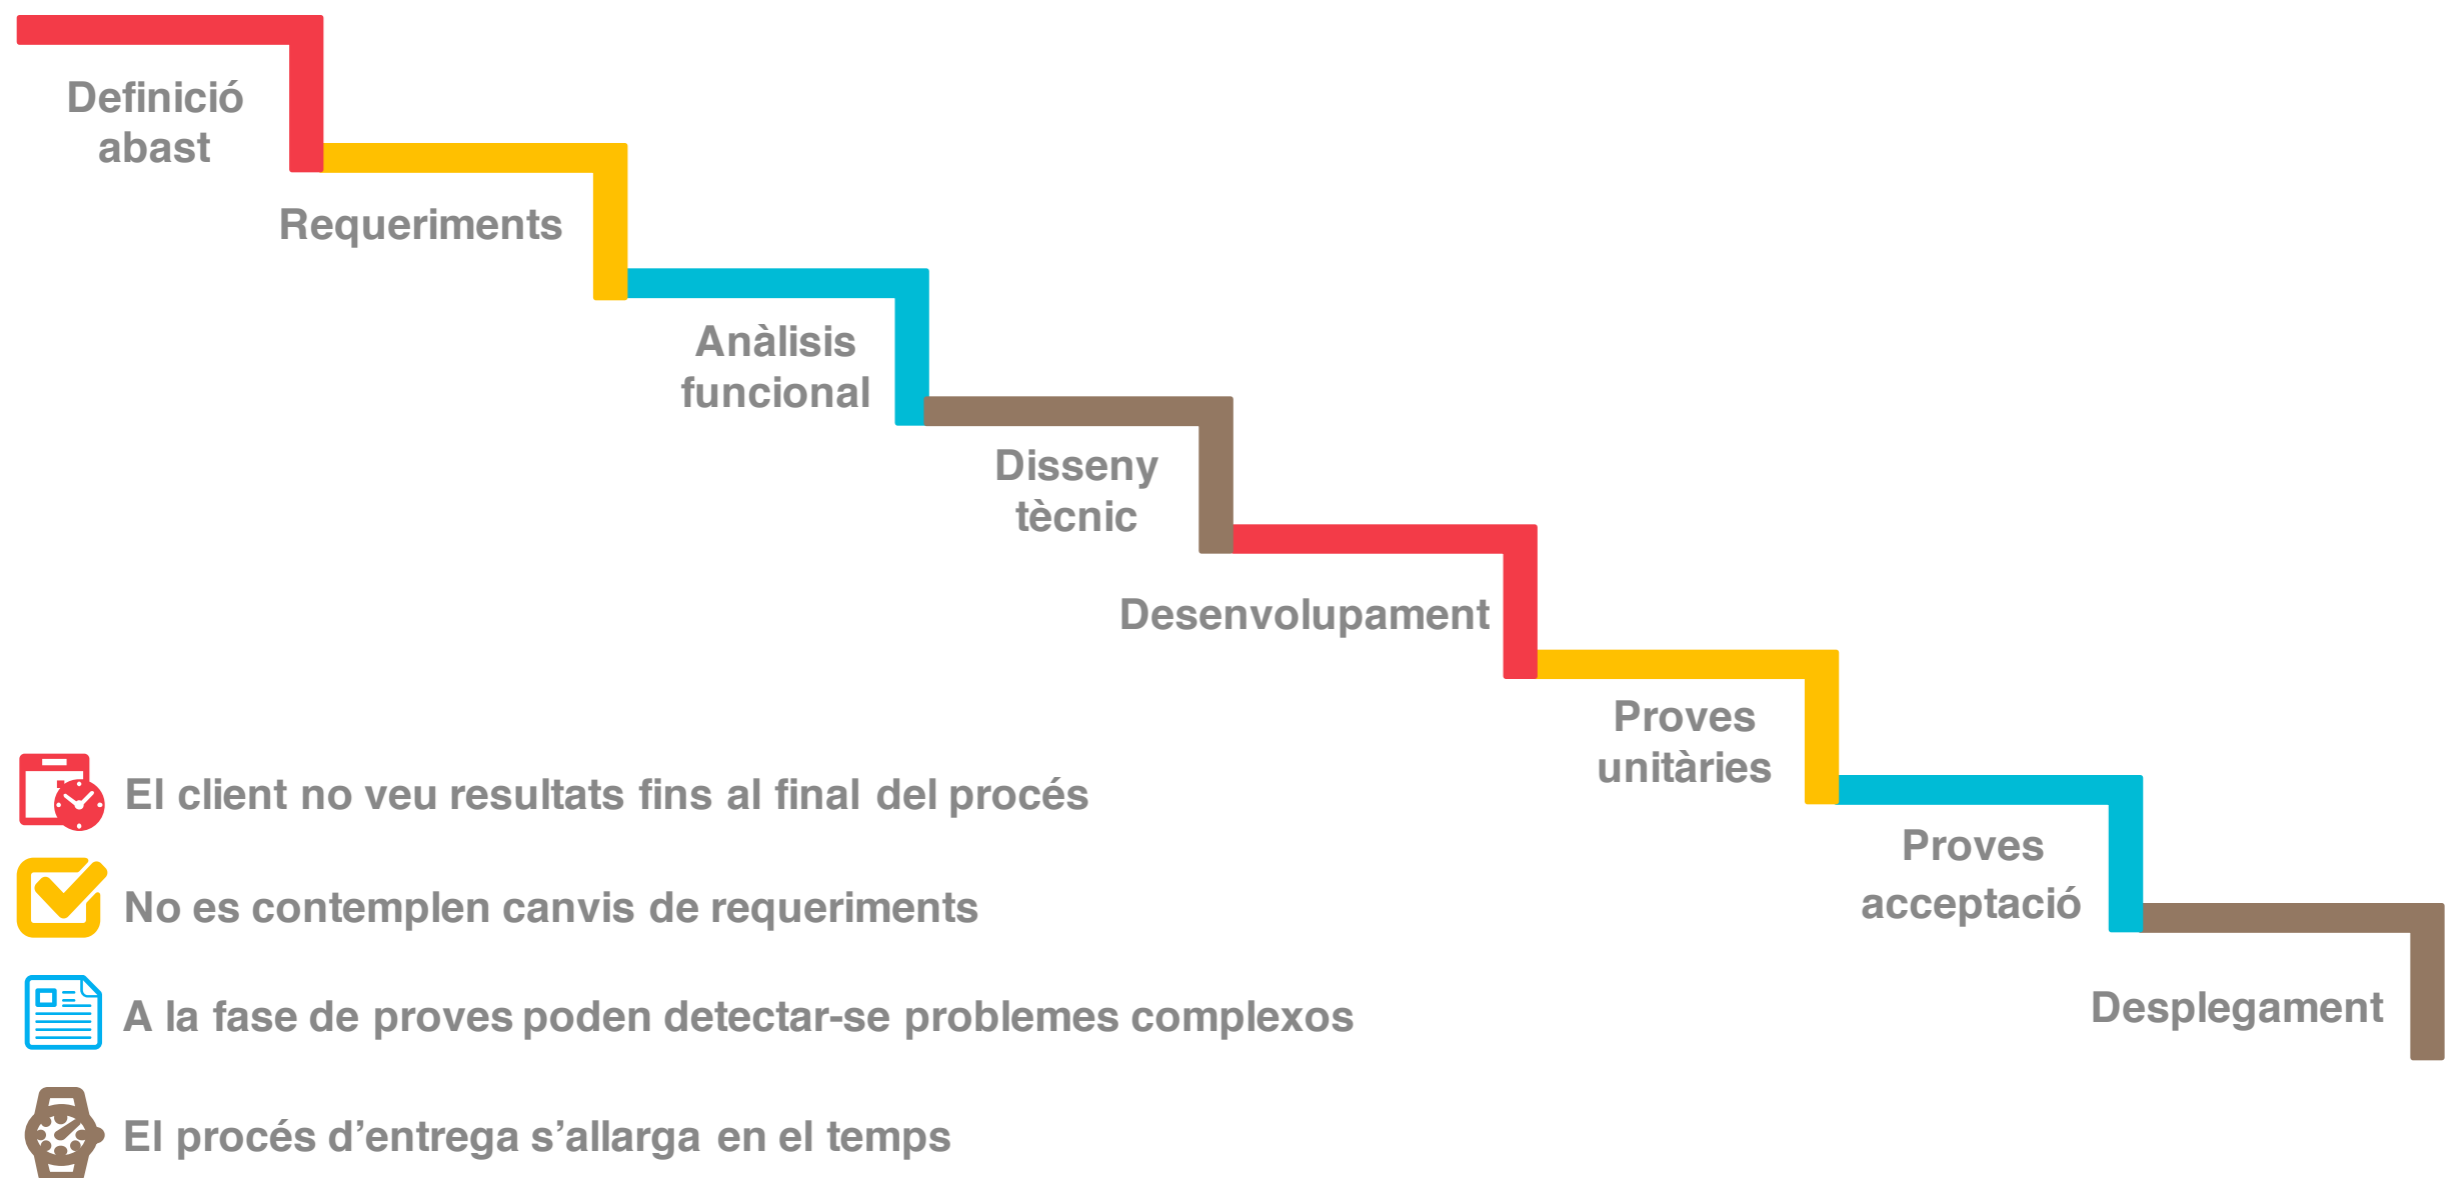 Definició
abast
Requeriments
Anàlisis
funcional
Disseny
tècnic
Desenvolupament
Proves
unitàries
Proves
acceptació
Desplegament
El client no veu resultats fins al final del procés
No es contemplen canvis de requeriments
A la fase de proves poden detectar-se problemes complexos
El procés d’entrega s’allarga en el temps